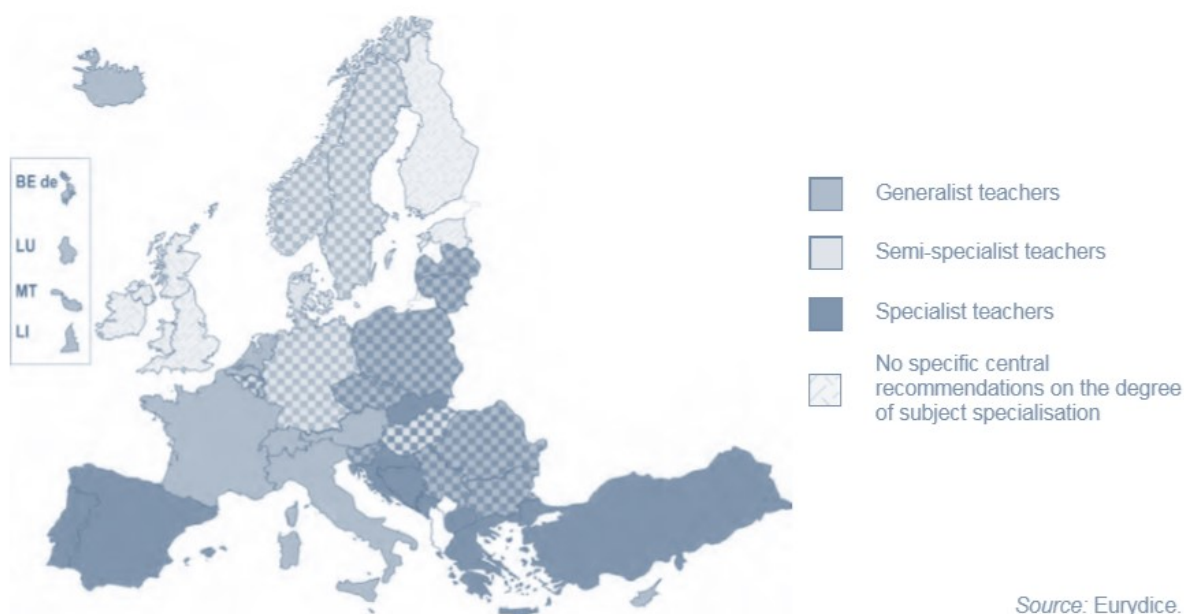 BE de
LU
MT
LI
Generalist teachers
Semi-specialist teachers
Specialist teachers
No specific central
recommendations on the degree
of subject specialisation
Source: Eurydice.